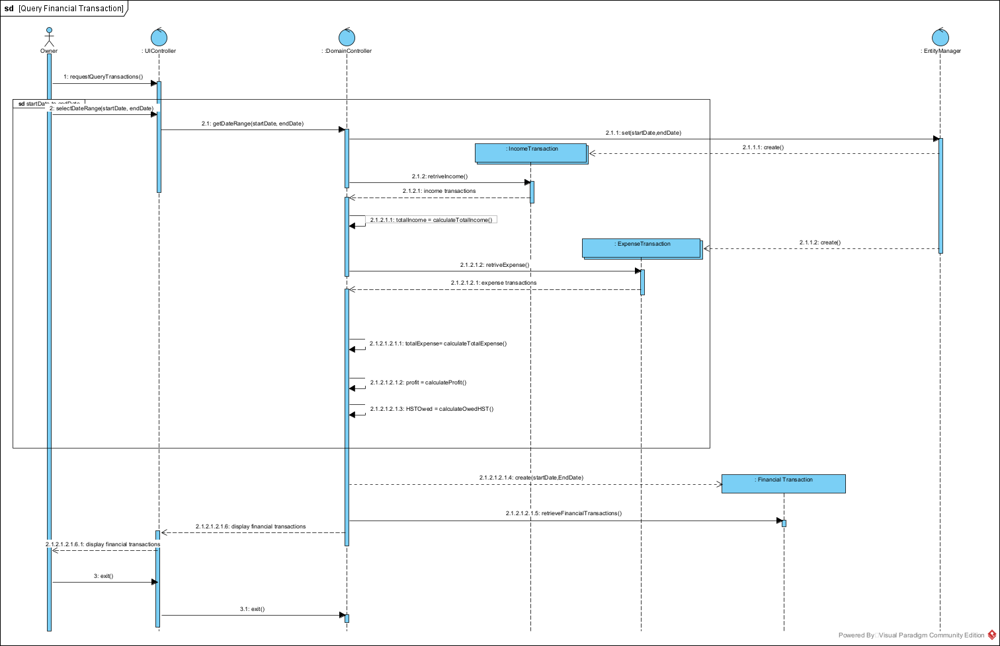 sd [Query Financial Transaction]
Owner
: UIController
: :DomainController
: EntityManager
1: requestQueryTransactions()
sd startDate to endDate
2: selectDateRange(startDate, endDate)
2.1: getDateRange(startDate, endDate)
2.1.1: set(startDate,endDate)
: IncomeTransaction
2.1.1.1: create()
2.1.2: retriveIncome()
2.1.2.1: income transactions
2.1.2.1.1: totalIncome = calculateTotalIncome()
: ExpenseTransaction
2.1.1.2: create()
2.1.2.1.2: retriveExpense()
2.1.2.1.2.1: expense transactions
2.1.2.1.2.1.1: totalExpense= calculateTotalExpense()
2.1.2.1.2.1.2: profit = calculateProfit()
2.1.2.1.2.1.3: HSTOwed = calculateOwedHST()
2.1.2.1.2.1.4: create(startDate,EndDate)
: Financial Transaction
2.1.2.1.2.1.5: retrieveFinancialTransactions()
2.1.2.1.2.1.6: display financial transactions
2.1.2.1.2.1.6.1: display financial transactions
3: exit()
3.1: exit()
Powered By Visual Paradigm Community Edition